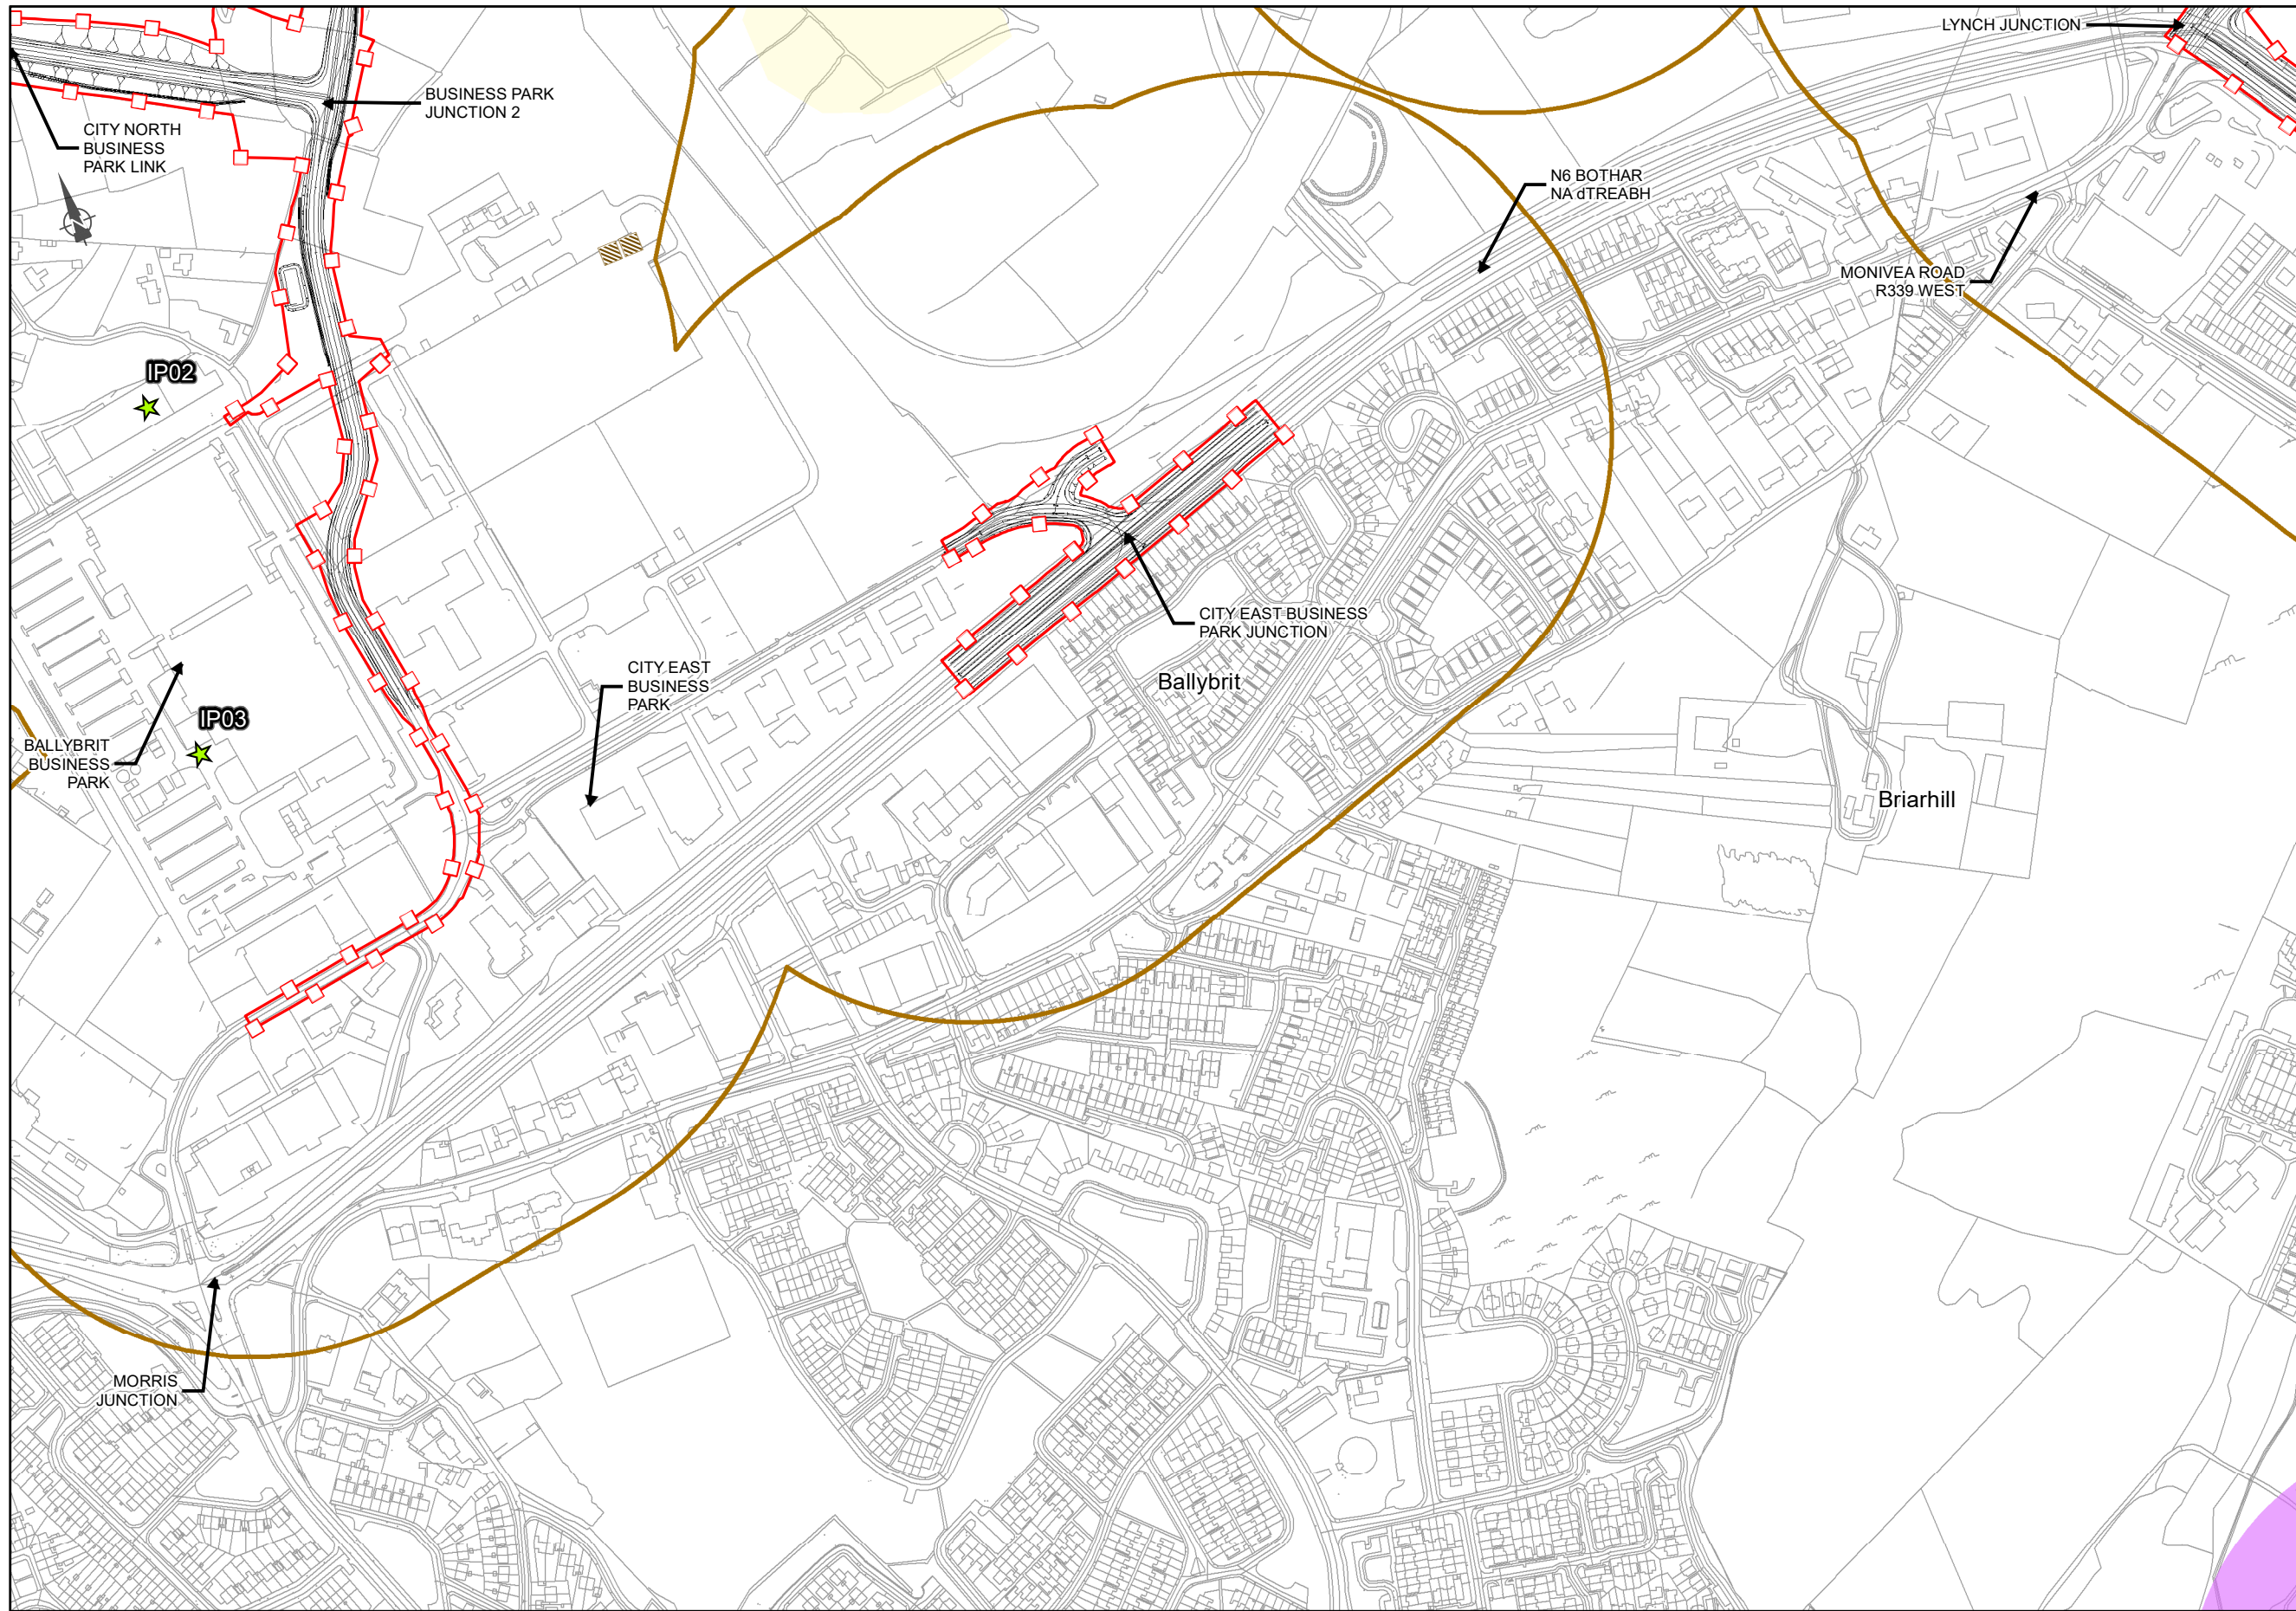 LYNCH JUNCTION
BUSINESS PARK
JUNCTION 2
CITY NORTH
BUSINESS
PARK LINK
N6 BOTHAR
NA dTREABH
N
MONIVEA ROAD
R339 WEST
IP02
CITY EAST BUSINESS
PARK JUNCTION
CITY EAST
BUSINESS
PARK
Ballybrit
IP03
BALLYBRIT
BUSINESS
PARK
Briarhill
MORRIS
JUNCTION